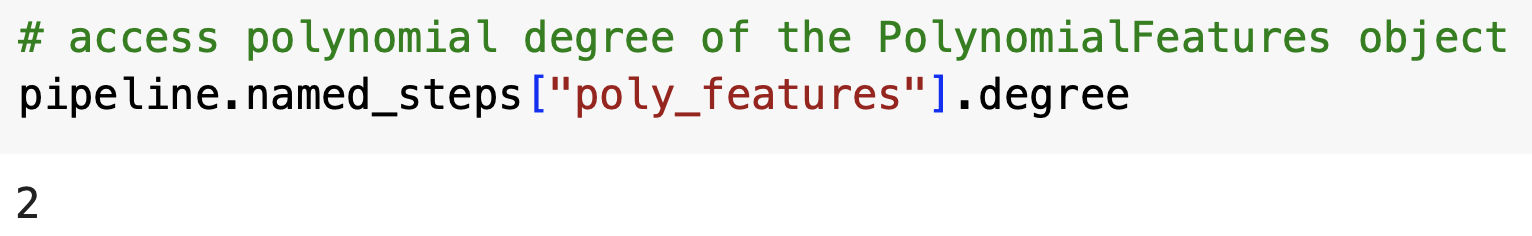 # access polynomial degree of the PolynomialFeatures object
pipeline.named_steps["poly_features"].degree
2